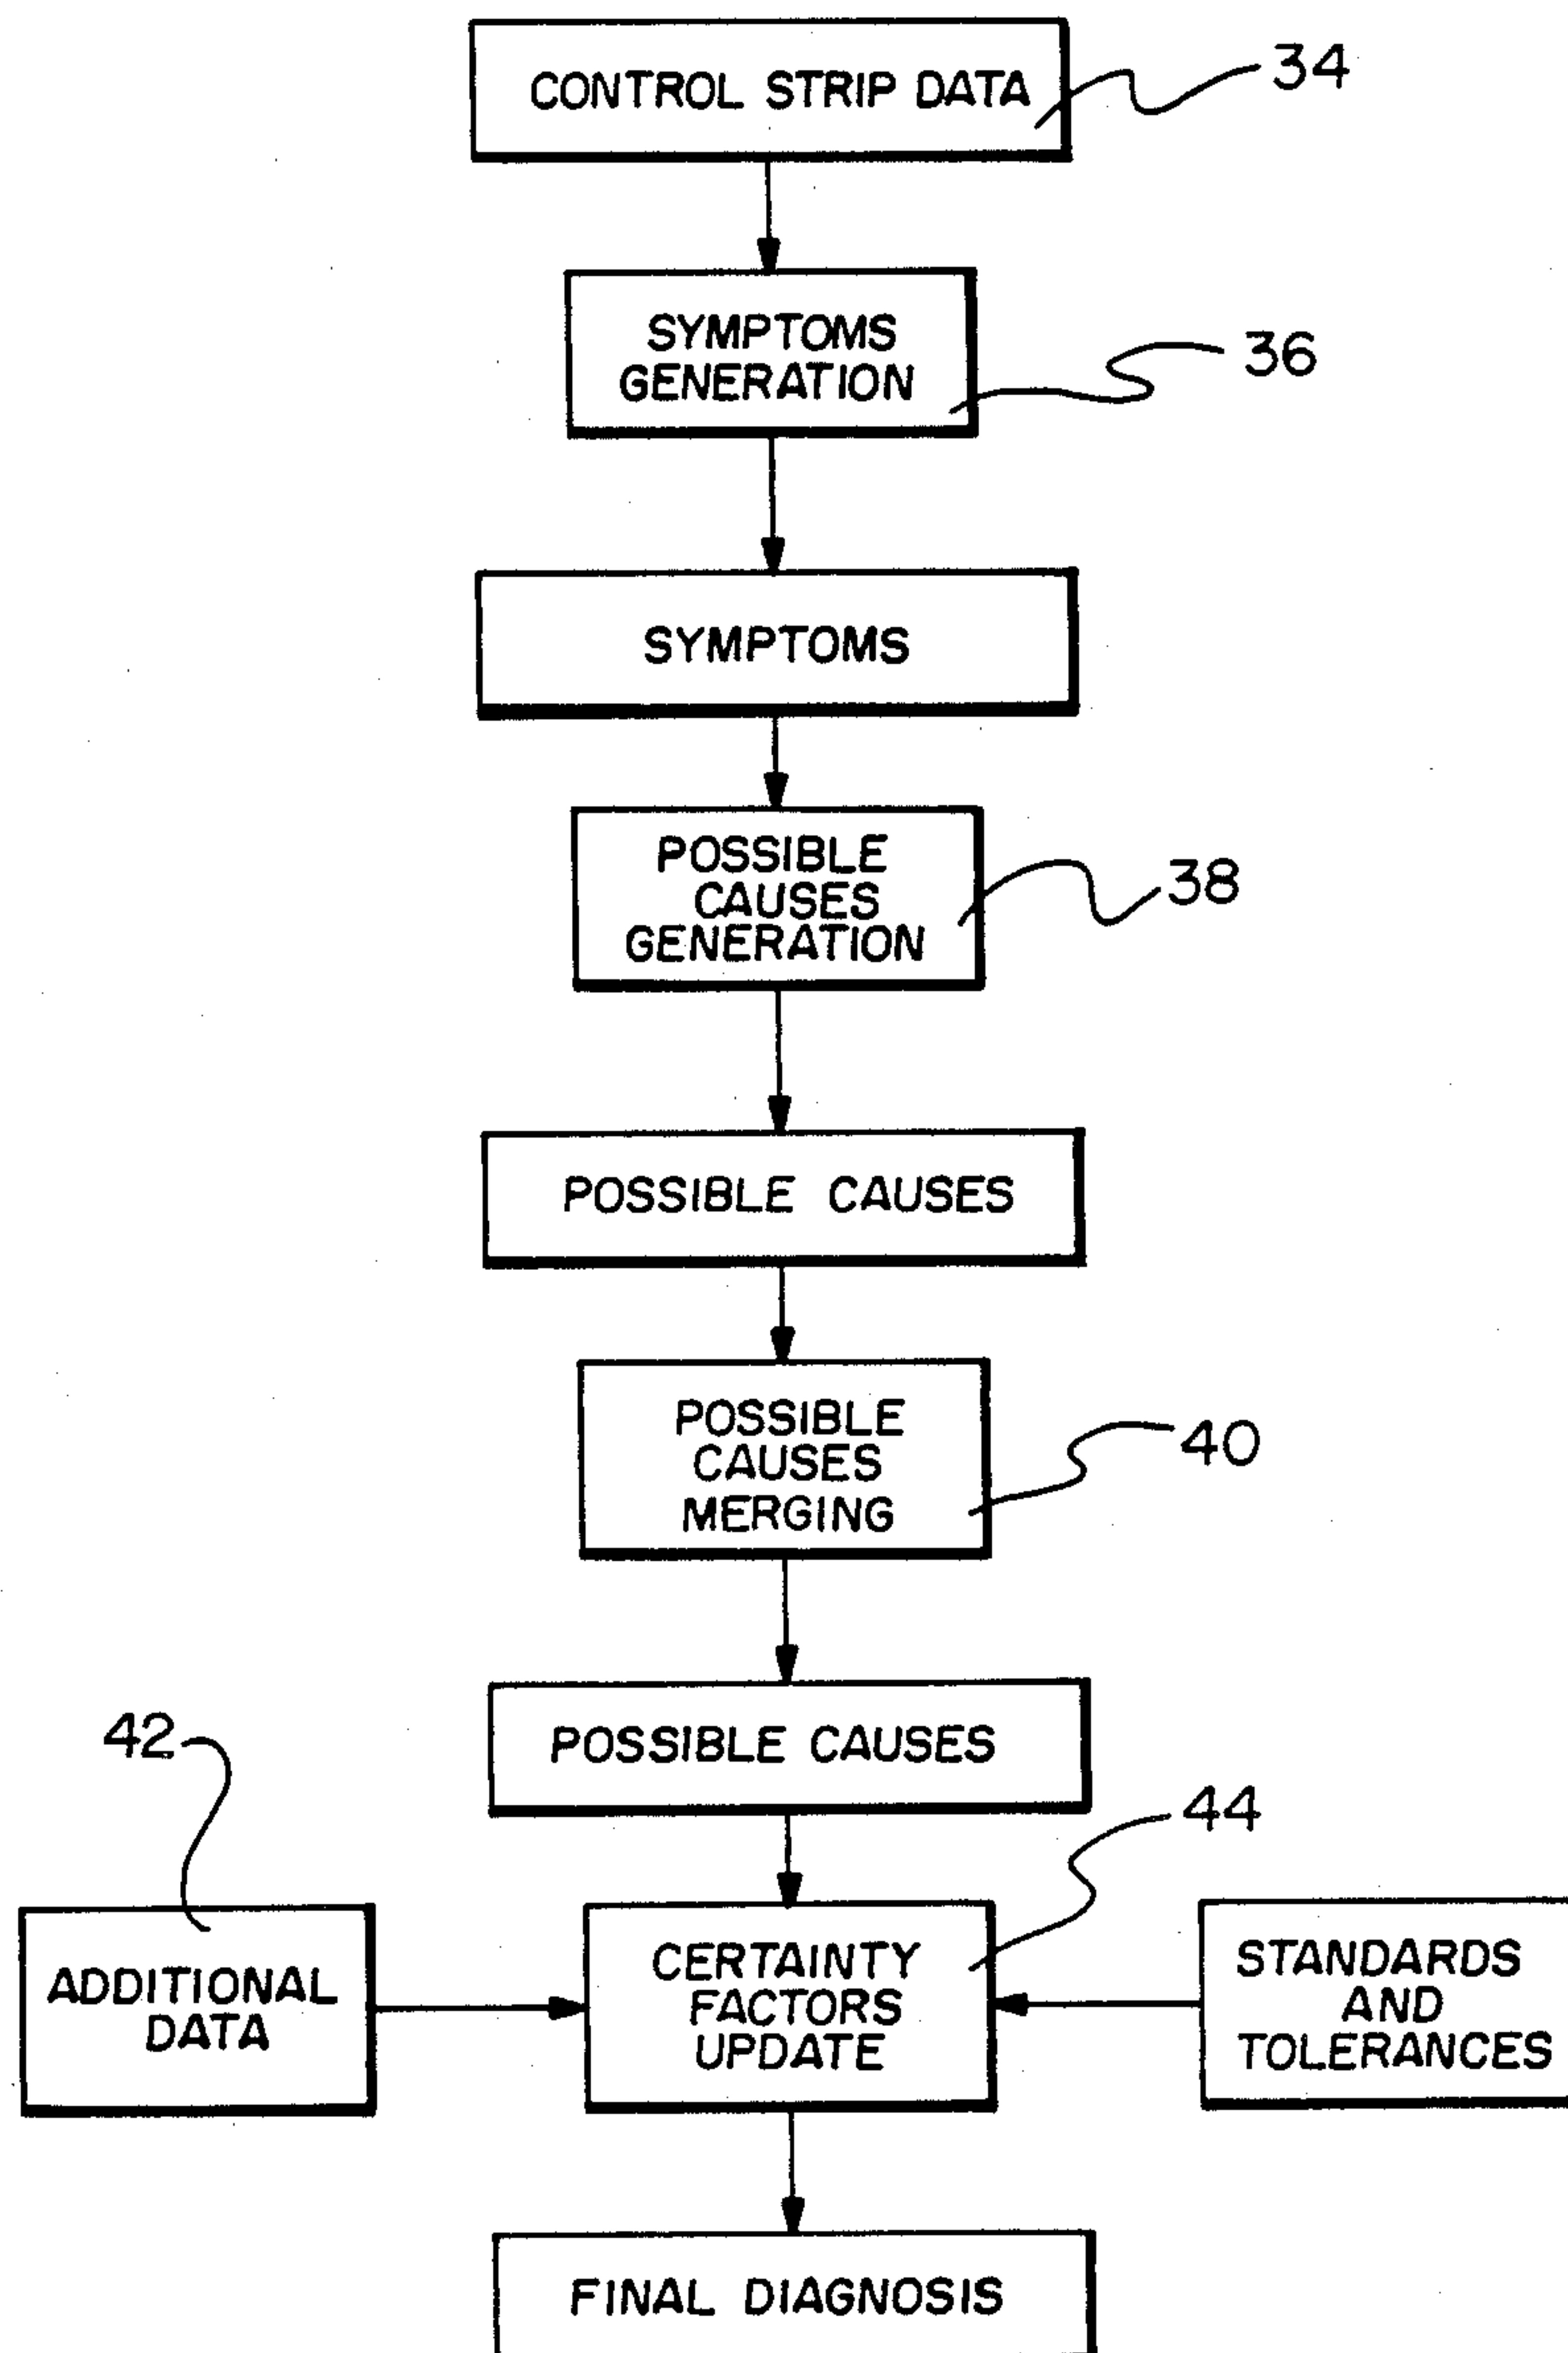 CONTROL STRIP DATA
34
SYMPTOMS
GENERATION
36
SYMPTOMS
POSSIBLE
CAUSES
GENERATION
38
POSSIBLE CAUSES
POSSIBLE
CAUSES
MERGING
40
POSSIBLE CAUSES
42
44
ADDITIONAL
DATA
CERTAINTY
FACTORS
UPDATE
STANDARDS
AND
TOLERANCES
FINAL DIAGNOSIS